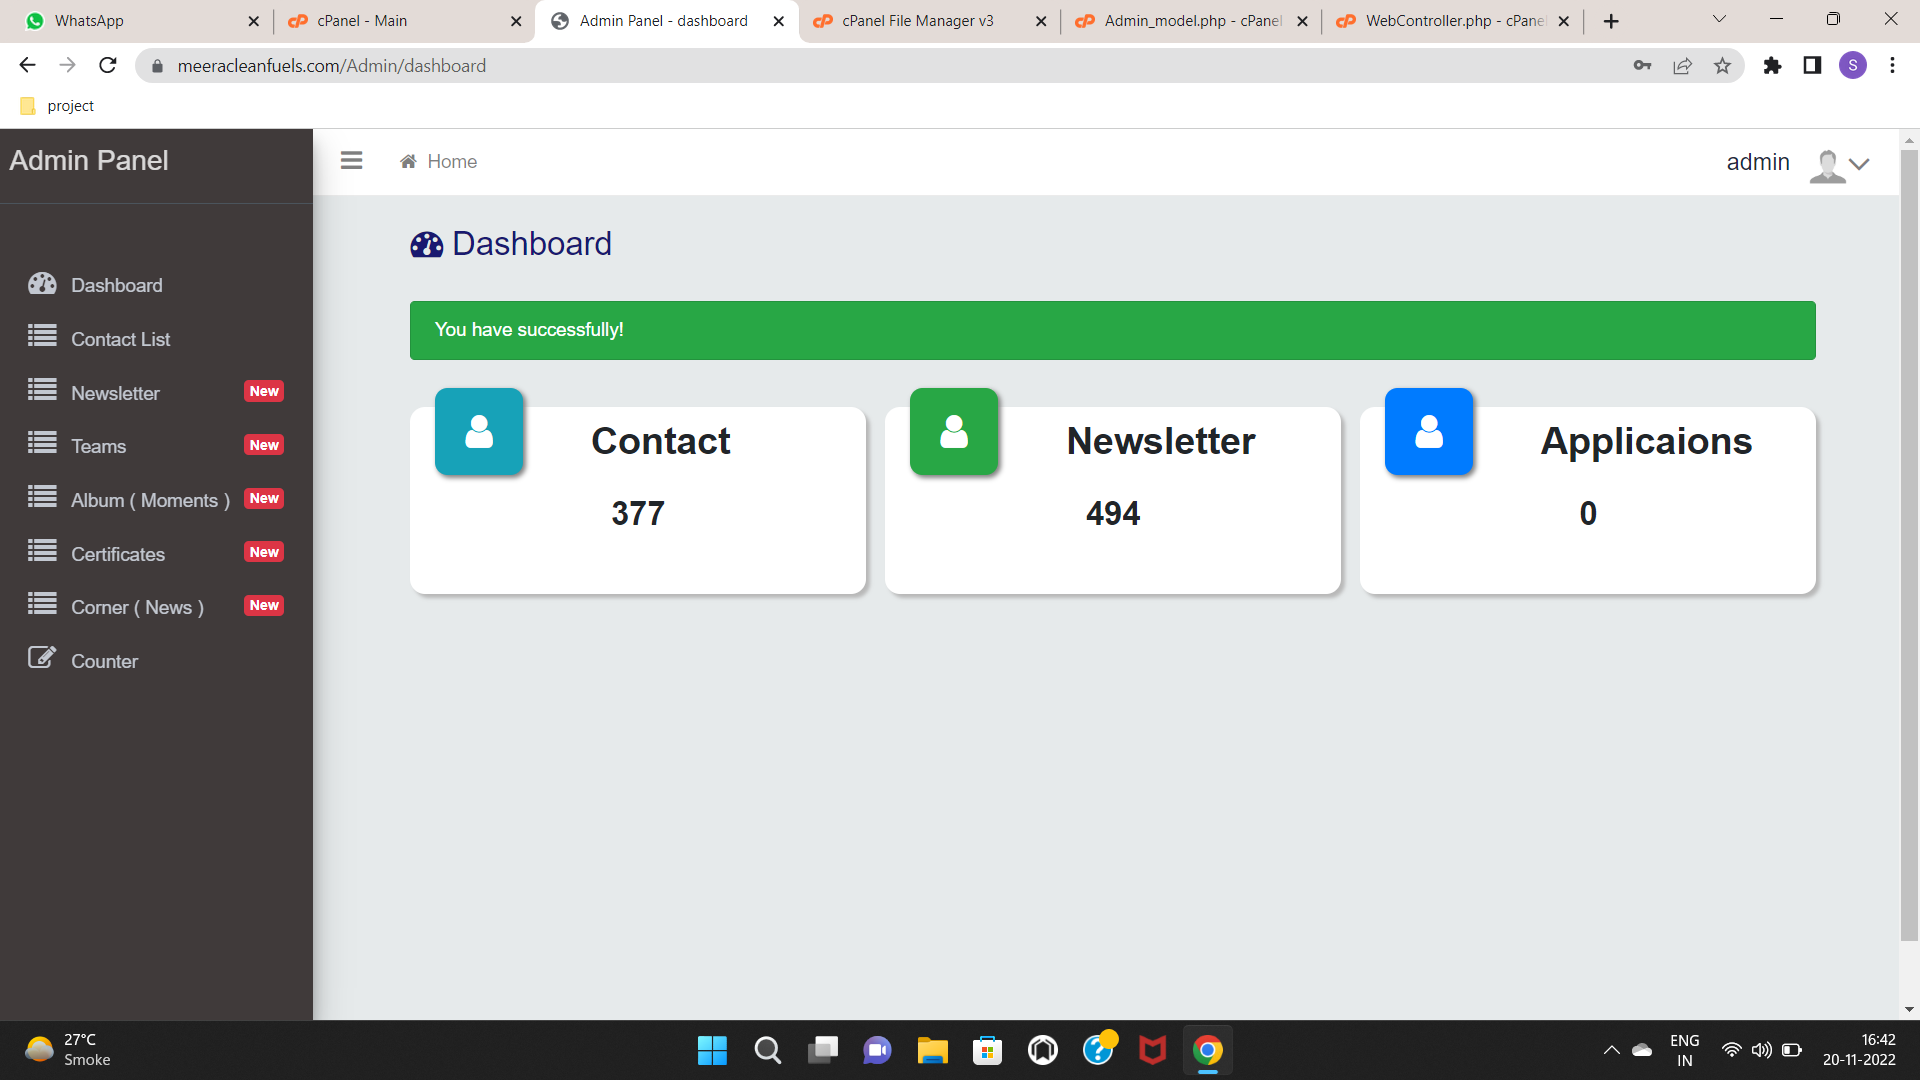 WhatsApp
cPanel - Main
Admin Panel - dashboard
cPanel File Manager v3
Admin_model.php - cPanel
WebController.php - cPane
meeracleanfuels.com/Admin/dashboard
S
project
Admin Panel
Home
admin
Dashboard
You have successfully!
Dashboard
Contact List
Newsletter New
Teams New
Album ( Moments ) New
Certificates New
Corner ( News ) New
Counter
Contact
377
Newsletter
494
Applicaions
0
27°C
Smoke
ENG
IN
16:42
20-11-2022